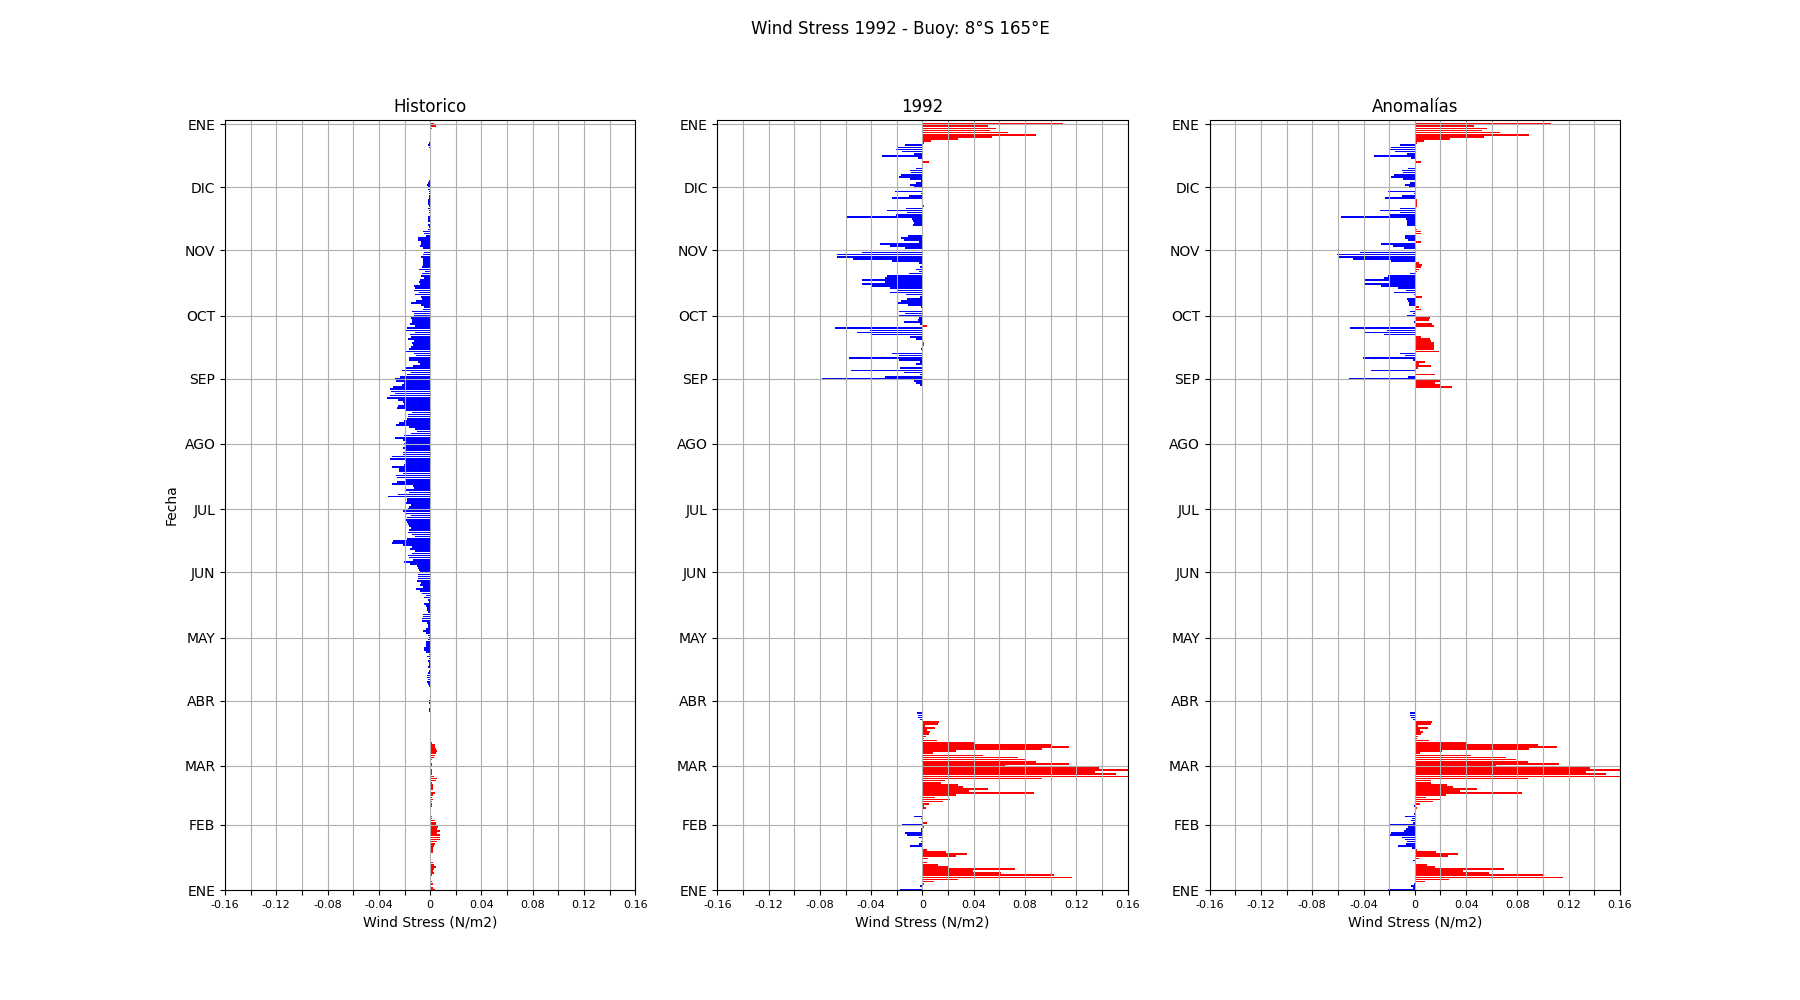 Wind Stress 1992 - Buoy: 8°S 165°E
Historico
ENE
DIC
NOV
OCT
SEP
AGO
JUL
JUN
MAY
ABR
MAR
FEB
ENE
Fecha
-0.16 -0.12 -0.08 -0.04 0 0.04 0.08 0.12 0.16
Wind Stress (N/m2)
1992
ENE
DIC
NOV
OCT
SEP
AGO
JUL
JUN
MAY
ABR
MAR
FEB
ENE
-0.16 -0.12 -0.08 -0.04 0 0.04 0.08 0.12 0.16
Wind Stress (N/m2)
Anomalías
ENE
DIC
NOV
OCT
SEP
AGO
JUL
JUN
MAY
ABR
MAR
FEB
ENE
-0.16 -0.12 -0.08 -0.04 0 0.04 0.08 0.12 0.16
Wind Stress (N/m2)